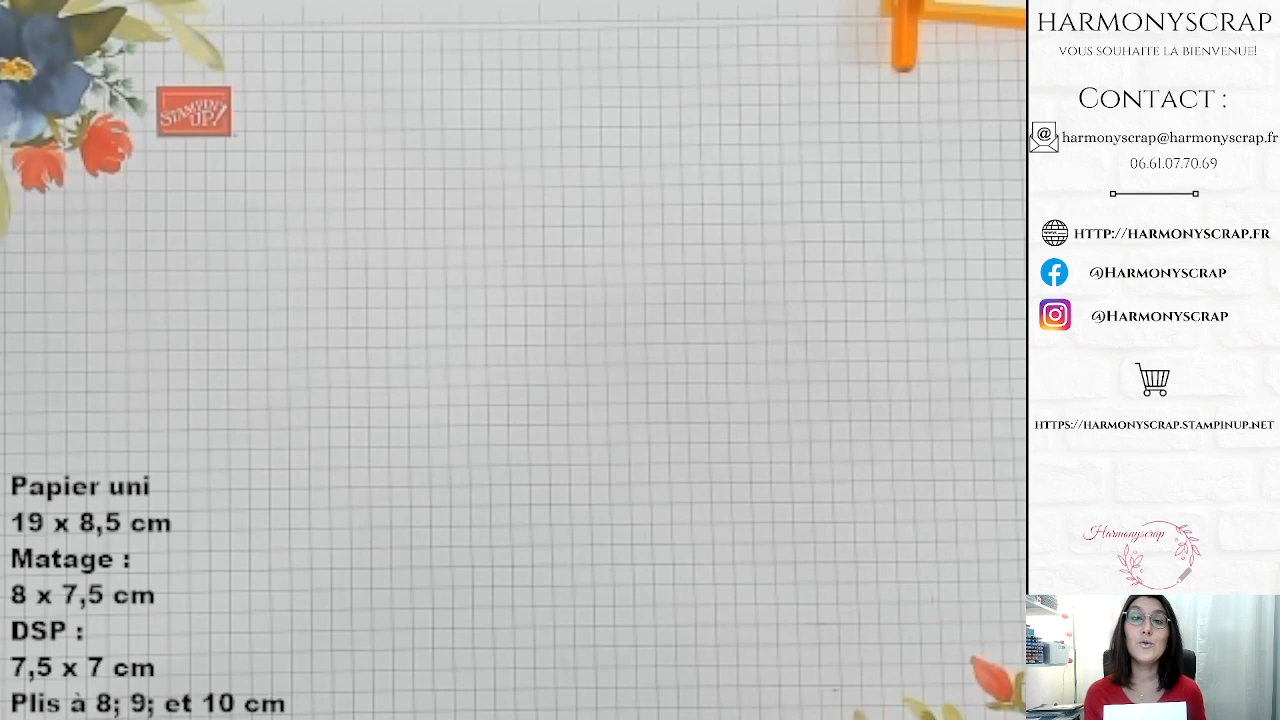 STAMPIN' UP!
Papier uni
19 x 8,5 cm
Matage :
8 x 7,5 cm
DSP :
7,5 x 7 cm
Plis à 8; 9; et 10 cm
HARMONYSCRAP
VOUS SOUHAITE LA BIENVENUE!
CONTACT :
@ harmonyscrap@harmonyscrap.fr
06.61.07.70.69
HTTP://HARMONYSCRAP.FR
@HARMONYSCRAP
@HARMONYSCRAP
HTTPS://HARMONYSCRAP.STAMPINUP.NET
Harmonyscrap